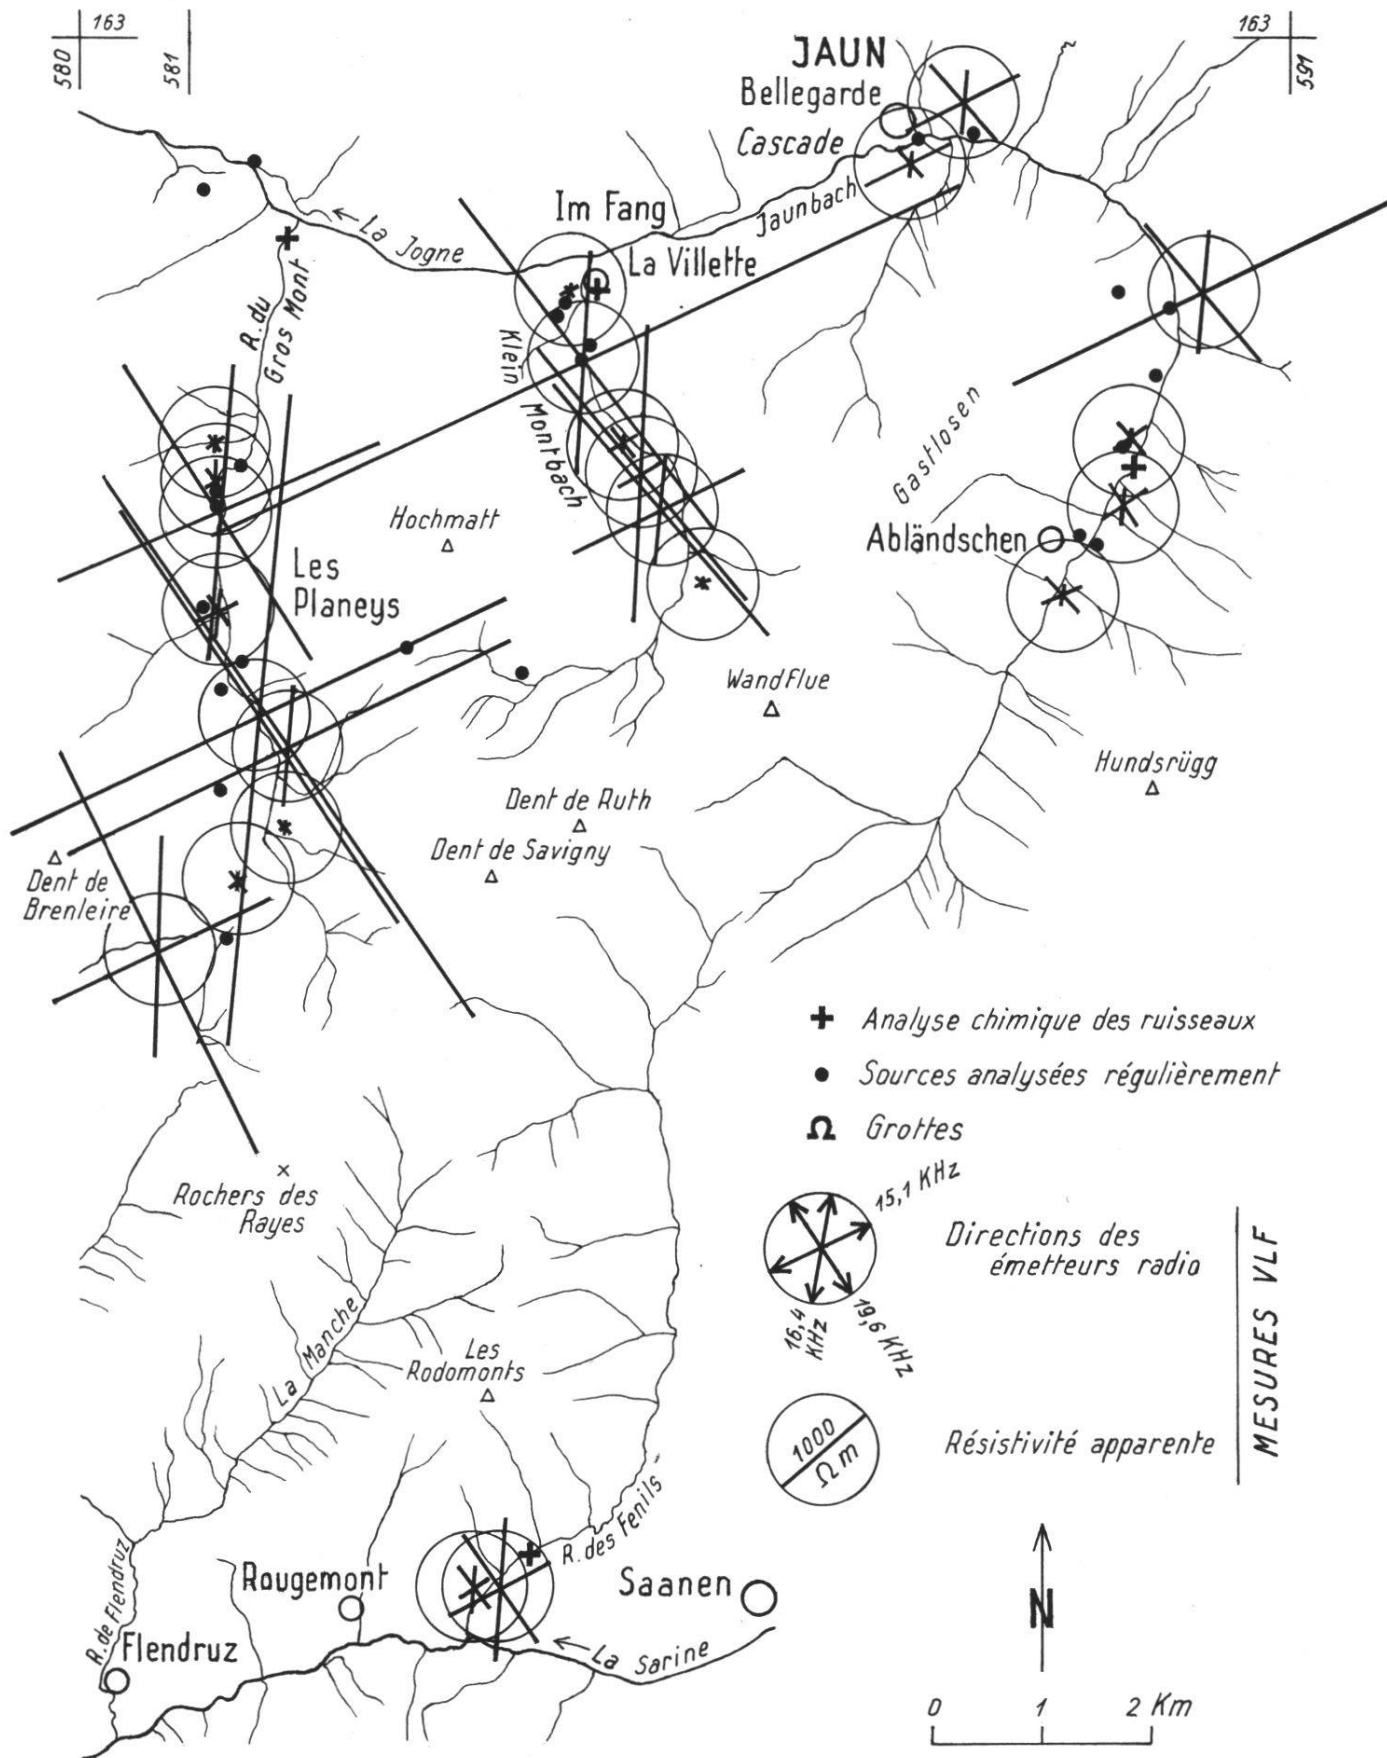 163
580
581
163
591
JAUN
Bellegarde
Cascade
Im Fang
Jaunbach
La Jogne
La Villette
R. du
Gros Mont
Klein
Montbach
Gastlosen
Hochmatt
Abländschen
Les
Planeys
Wandflue
Hundsrügg
Dent de Ruth
Dent de Savigny
Dent de
Brenleire
Analyse chimique des ruisseaux
Sources analysées régulièrement
Ω Grottes
15,1 KHz
Rochers des
Rayes
Directions des
émetteurs radio
16,4
KHz
19,6 KHz
MESURES VLF
La Manche
Les
Rodomonts
1000
Ωm
Résistivité apparente
R. des Fenils
R. de Flendruz
Rougemont
Saanen
N
Flendruz
La Sarine
0 1 2 Km